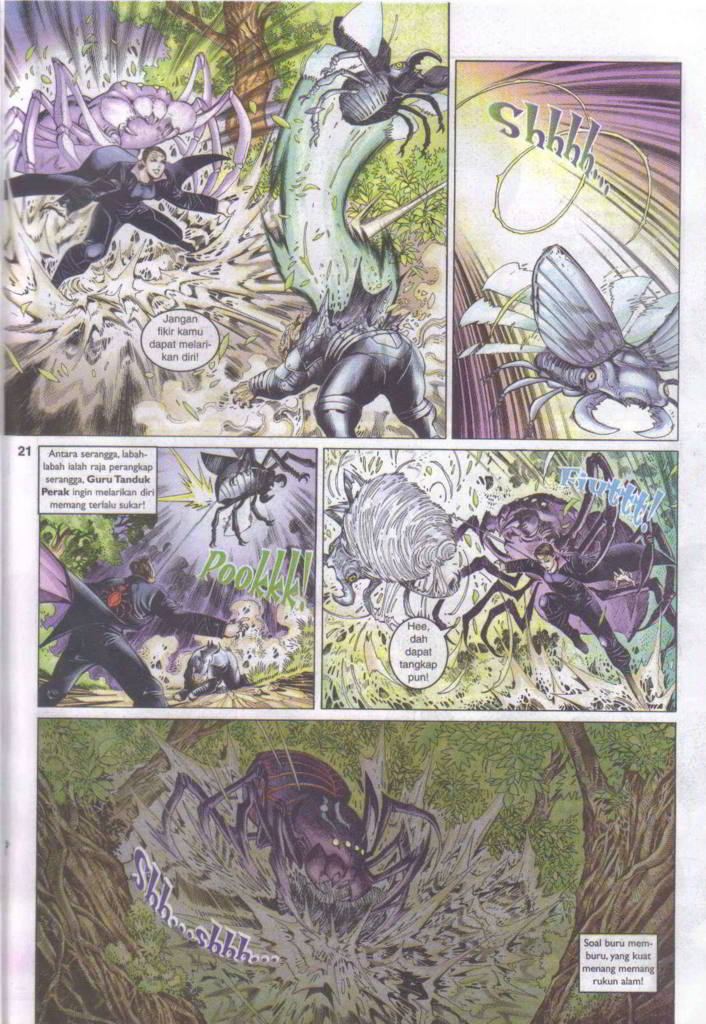 Jangan
fikir kamu
dapat melari-
kan diri!
Shhhh...
21
Antara serangga, labah-
labah ialah raja perangkap
serangga, Guru Tanduk
Perak ingin melarikan diri
memang terlalu sukar!
Pookkk!
Fiuttt!
Hee,
dah
dapat
tangkap
pun!
Shh...shhh...
Soal buru mem-
buru, yang kuat
menang memang
rukun alam!